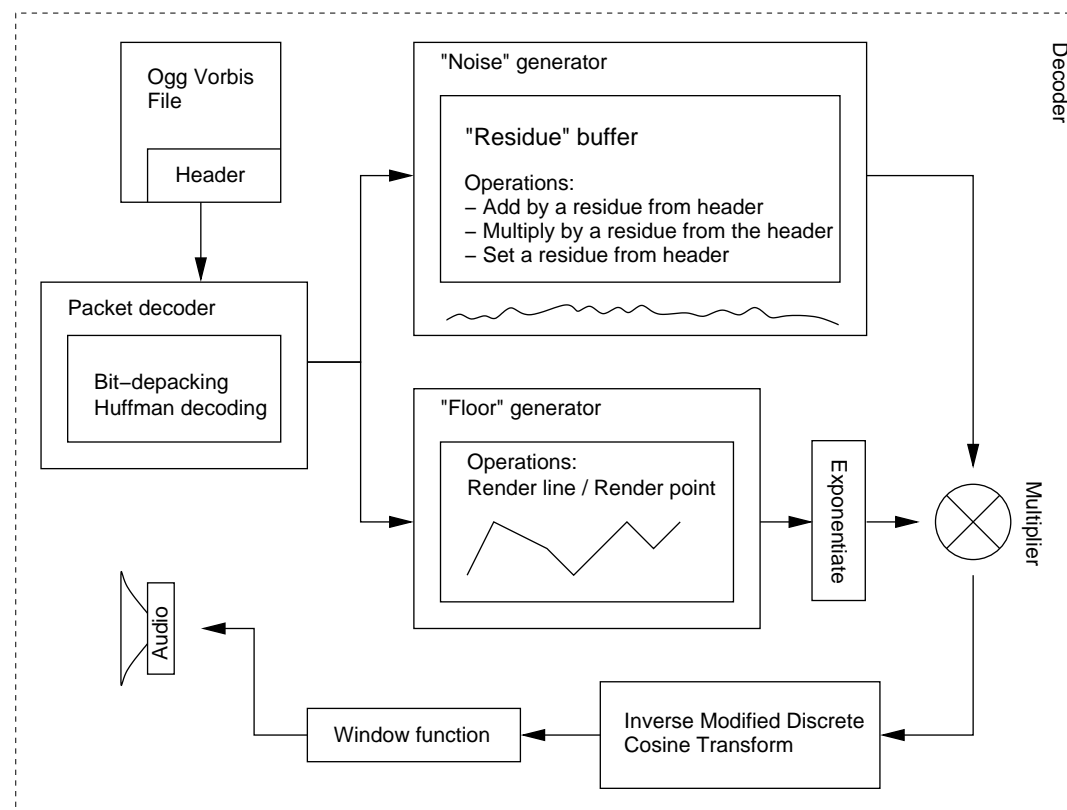 Decoder
Ogg Vorbis
File
Header
Packet decoder
Bit−depacking
Huffman decoding
"Noise" generator
"Residue" buffer
Operations:
− Add by a residue from header
− Multiply by a residue from the header
− Set a residue from header
"Floor" generator
Operations:
Render line / Render point
Exponentiate
Multiplier
Inverse Modified Discrete
Cosine Transform
Window function
Audio